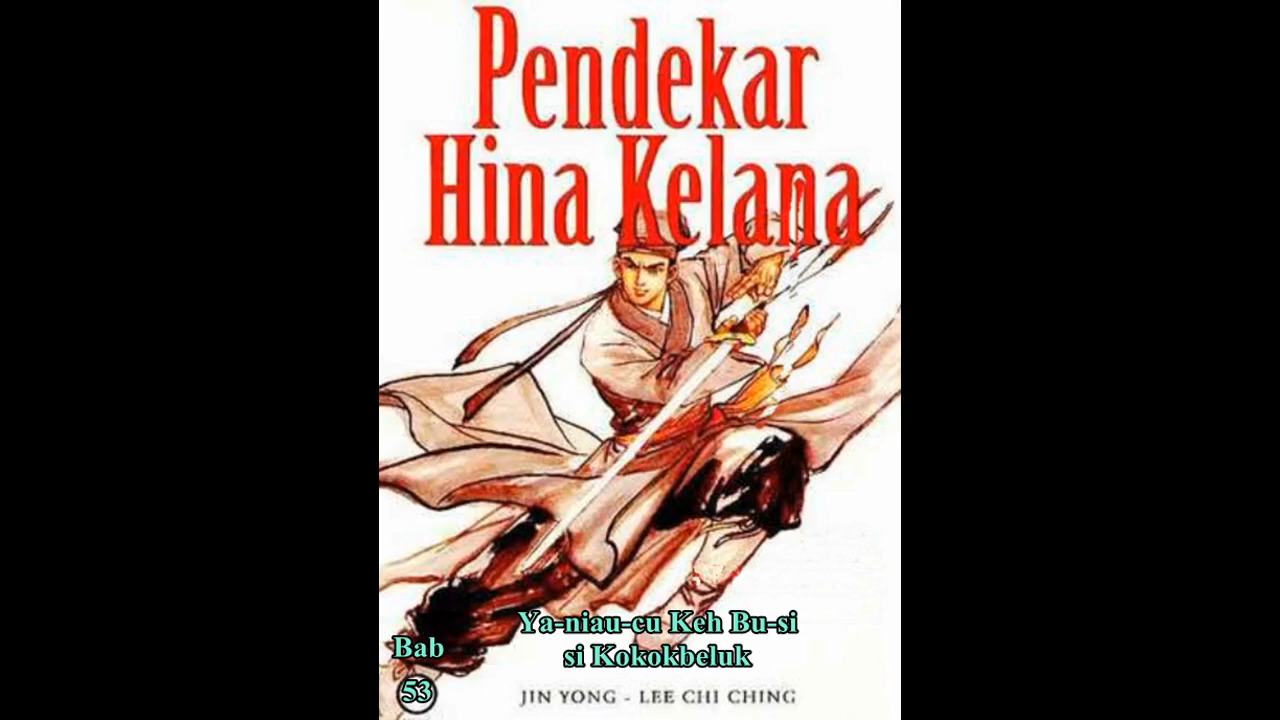 Pendekar
Hina Kelana
Ya-niau-cu Keh Bu-si
si Kokokbeluk
Bab
53
JIN YONG - LEE CHI CHING